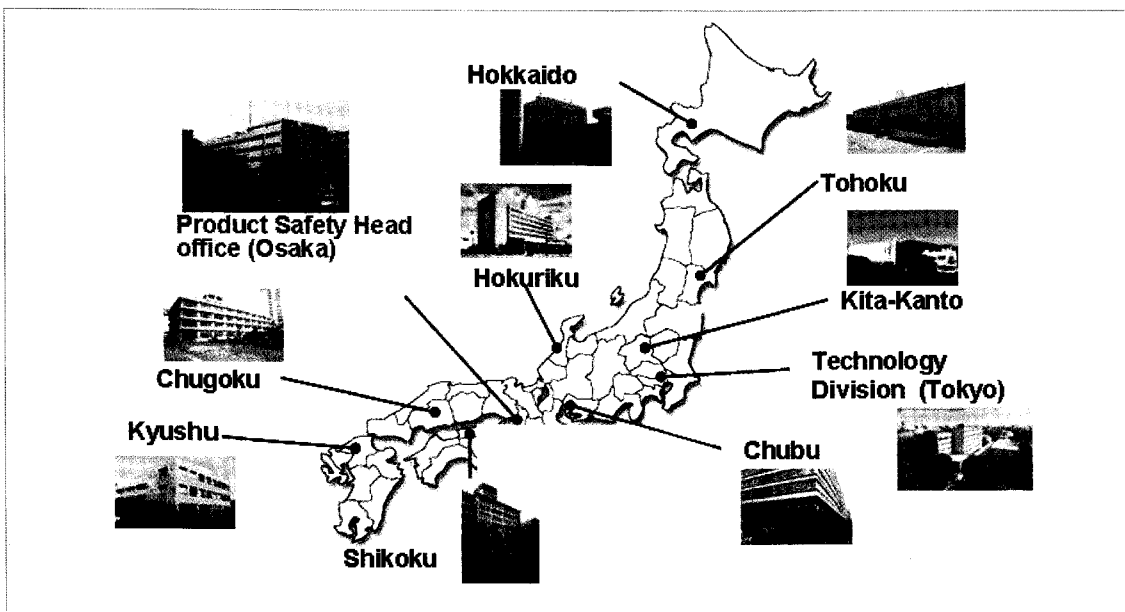 Hokkaido
Tohoku
Product Safety Head
office (Osaka)
Hokuriku
Kita-Kanto
Chugoku
Technology
Division (Tokyo)
Kyushu
Chubu
Shikoku